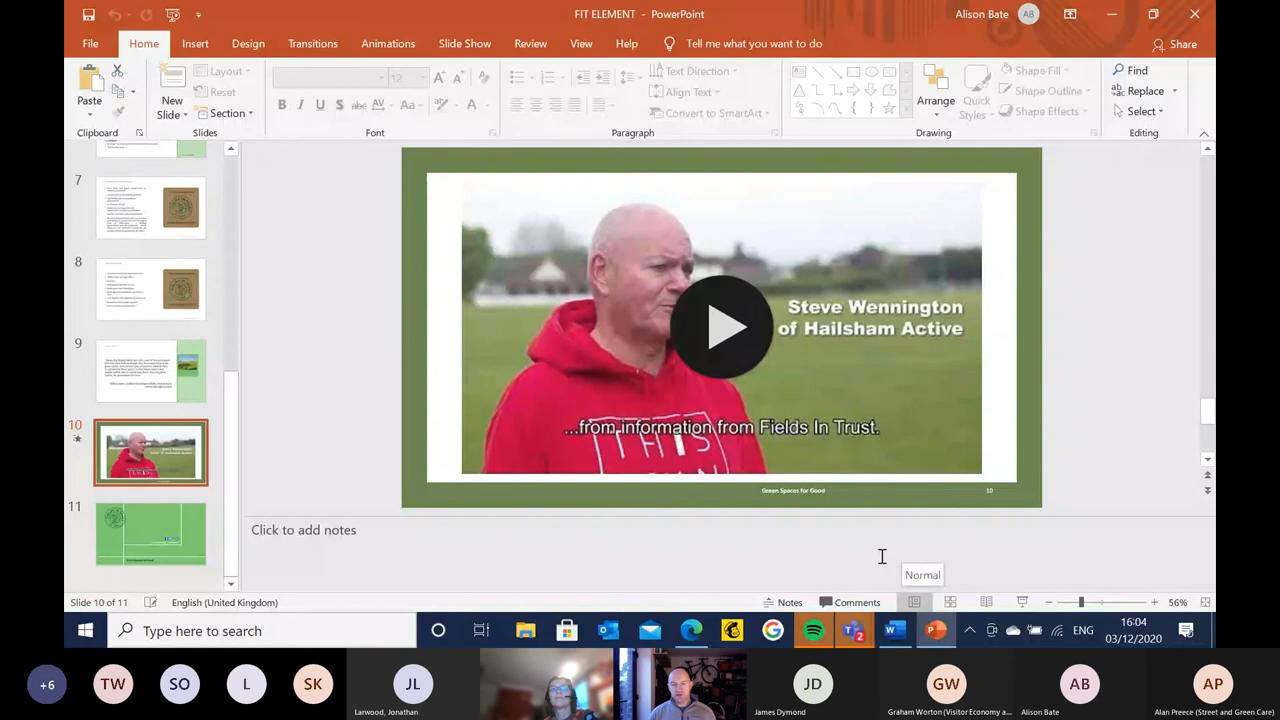 FIT ELEMENT - PowerPoint
Alison Bate
AB
File
Home
Insert
Design
Transitions
Animations
Slide Show
Review
View
Help
Tell me what you want to do
Share
Paste
New
Slide
Layout
Reset
Section
12
B I U S abc AV Aa
Text Direction
Align Text
Convert to SmartArt
Arrange
Quick
Styles
Shape Fill
Shape Outline
Shape Effects
Find
Replace
Select
Clipboard
Slides
Font
Paragraph
Drawing
Editing
7
8
9
10
11
Steve Wennington
of Hailsham Active
...from information from Fields In Trust.
Green Spaces for Good
10
Click to add notes
Normal
Slide 10 of 11
English (United Kingdom)
Notes
Comments
56%
Type here to search
ENG
16:04
03/12/2020
+6
TW
SO
L
SK
JL
Larwood, Jonathan
JD
James Dymond
GW
Graham Worton (Visitor Economy a...
AB
Alison Bate
AP
Alan Preece (Street and Green Care)